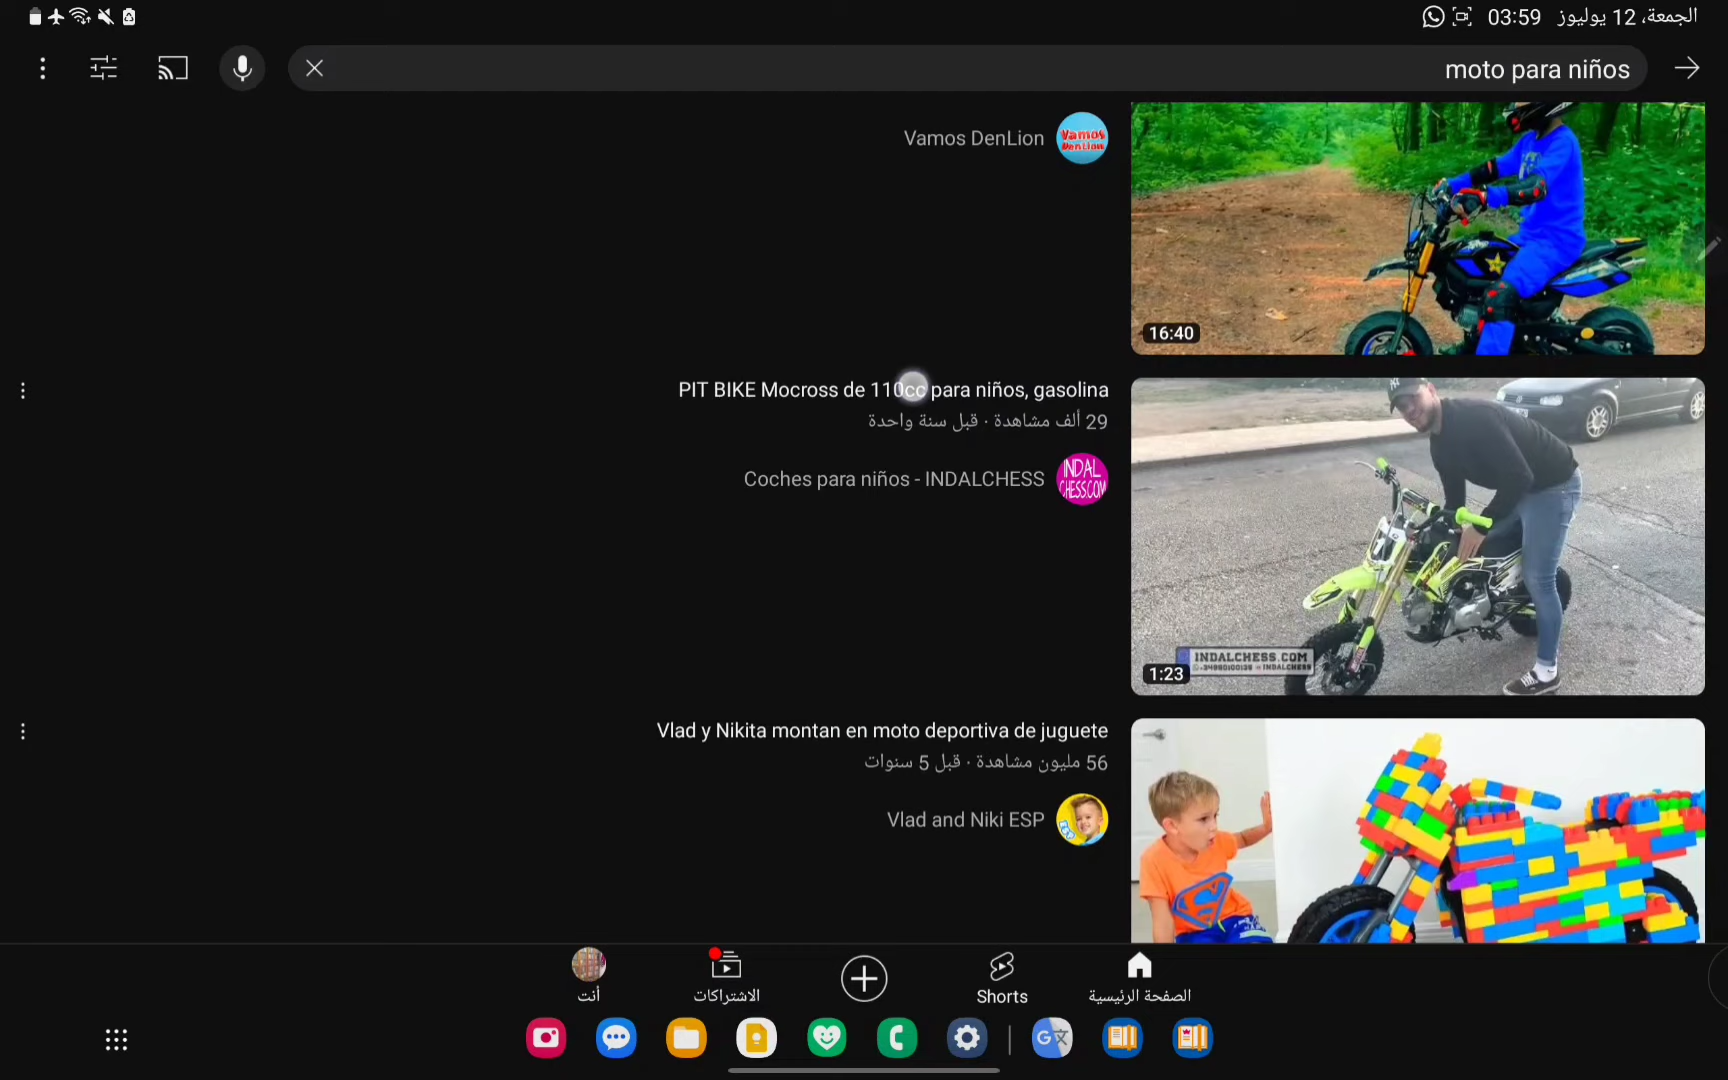 الجمعة، 12 يوليوز 03:59
moto para niños
Vamos DenLion
Vamos DenLion
16:40
PIT BIKE Mocross de 110cc para niños, gasolina
29 ألف مشاهدة · قبل سنة واحدة
Coches para niños - INDALCHESS
INDAL
CHESS.COM
INDALCHESS.COM
1:23
Vlad y Nikita montan en moto deportiva de juguete
56 مليون مشاهدة · قبل 5 سنوات
Vlad and Niki ESP
الصفحة الرئيسية
Shorts
الاشتراكات
أنت